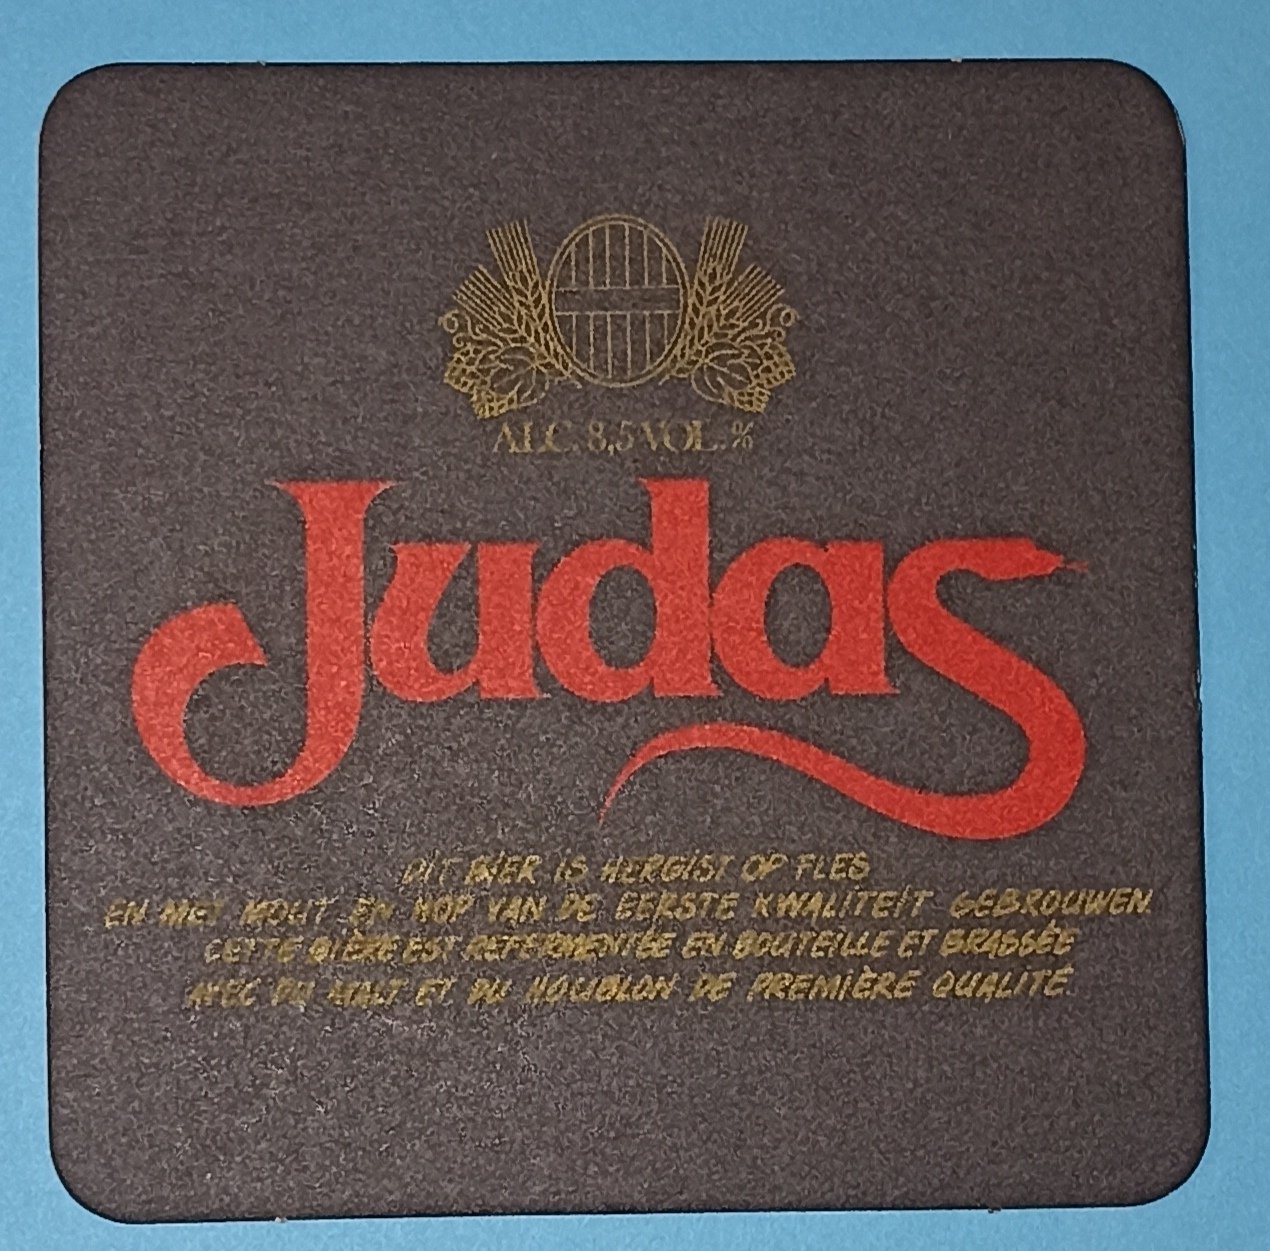 ALC. 8,5 VOL. %
Judas
DIT BIER IS HERGIST OP FLES
EN MET MOUT EN HOP VAN DE EERSTE KWALITEIT GEBROUWEN.
CETTE BIÈRE EST REFERMENTÉE EN BOUTEILLE ET BRASSÉE
AVEC DU MALT ET DU HOUBLON DE PREMIÈRE QUALITÉ.